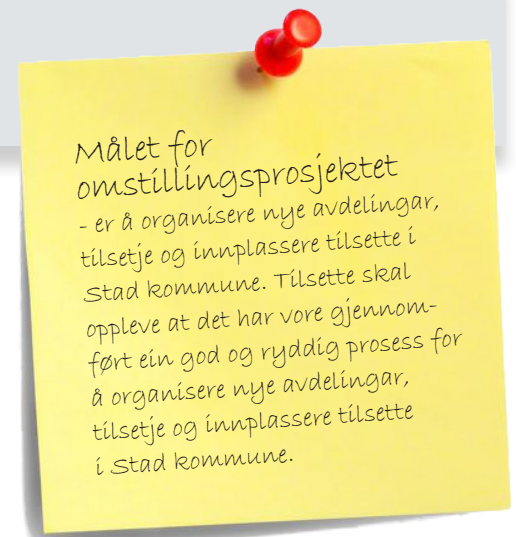 Målet for
omstillingsprosjektet
- er å organisere nye avdelingar,
tilsetje og innplassere tilsette i
Stad kommune. Tilsette skal
oppleve at det har vore gjennom-
ført ein god og ryddig prosess for
å organisere nye avdelingar,
tilsetje og innplassere tilsette
i Stad kommune.